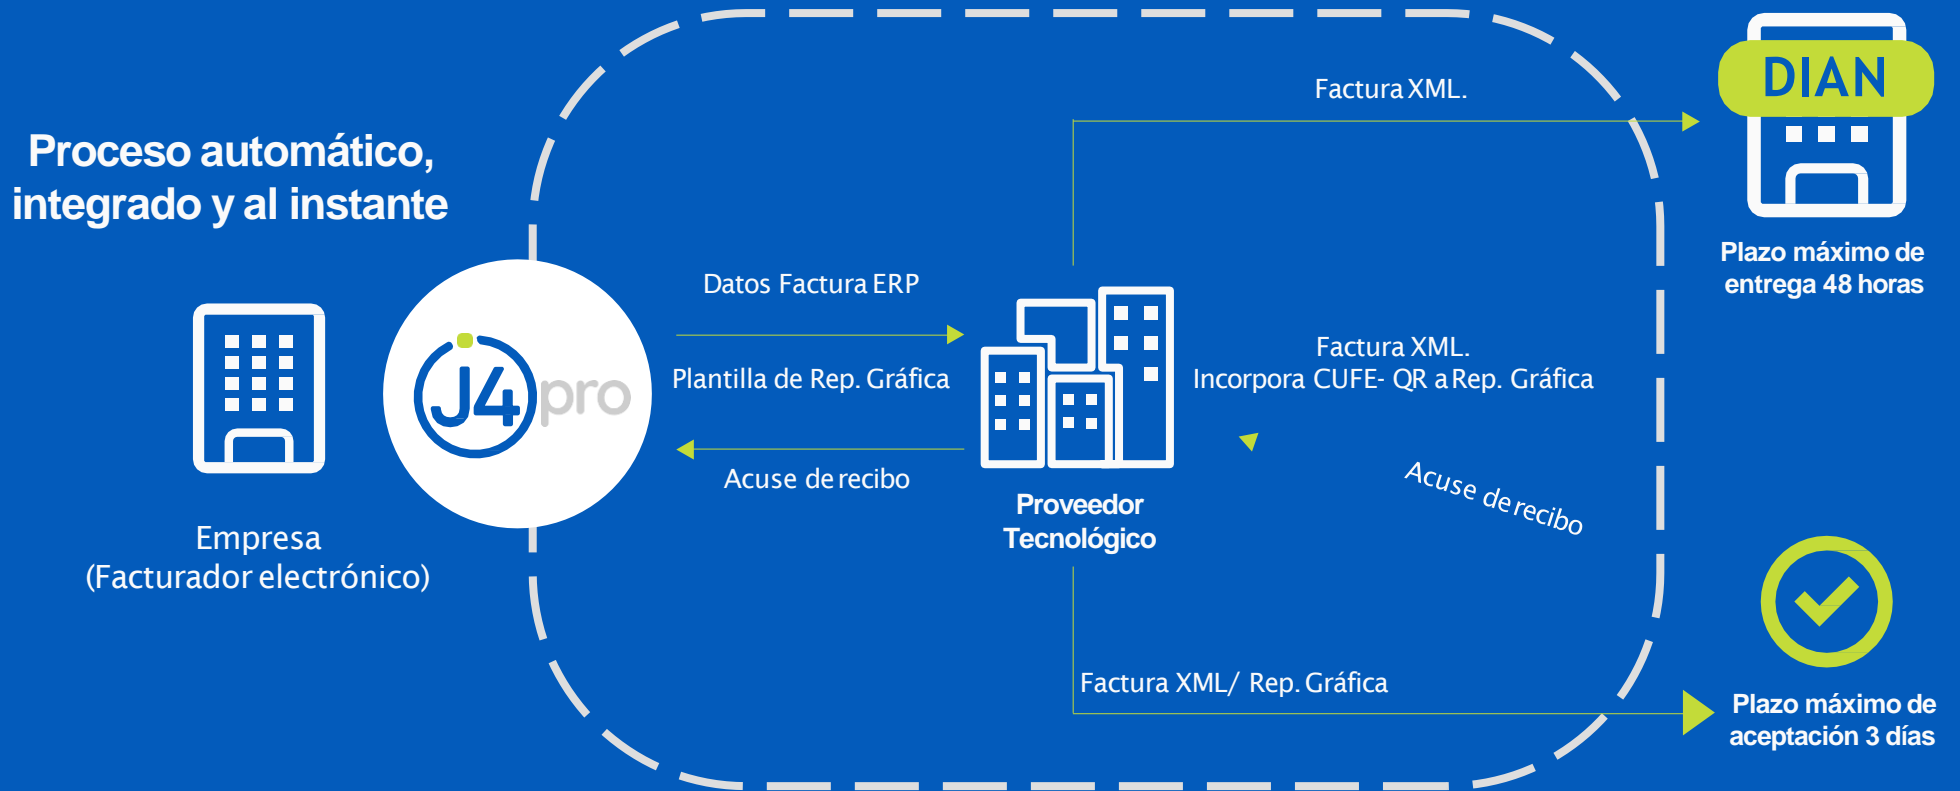 Proceso automático,
integrado y al instante
Empresa
(Facturador electrónico)
J4pro
Datos Factura ERP
Plantilla de Rep. Gráfica
Acuse de recibo
Proveedor
Tecnológico
Factura XML.
DIAN
Plazo máximo de
entrega 48 horas
Factura XML.
Incorpora CUFE- QR a Rep. Gráfica
Acuse de recibo
Factura XML/ Rep. Gráfica
Plazo máximo de
aceptación 3 días